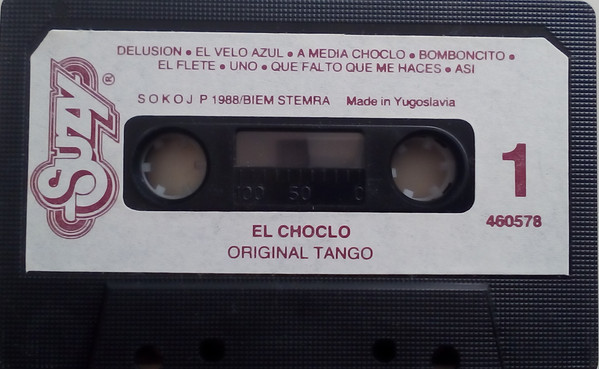 DELUSION • EL VELO AZUL • A MEDIA CHOCLO • BOMBONCITO •
EL FLETE • UNO • QUE FALTO QUE ME HACES • ASI
SOKOJ P 1988/BIEM STEMRA Made in Yugoslavia
SUZY ®
1
100 50 0
460578
EL CHOCLO
ORIGINAL TANGO